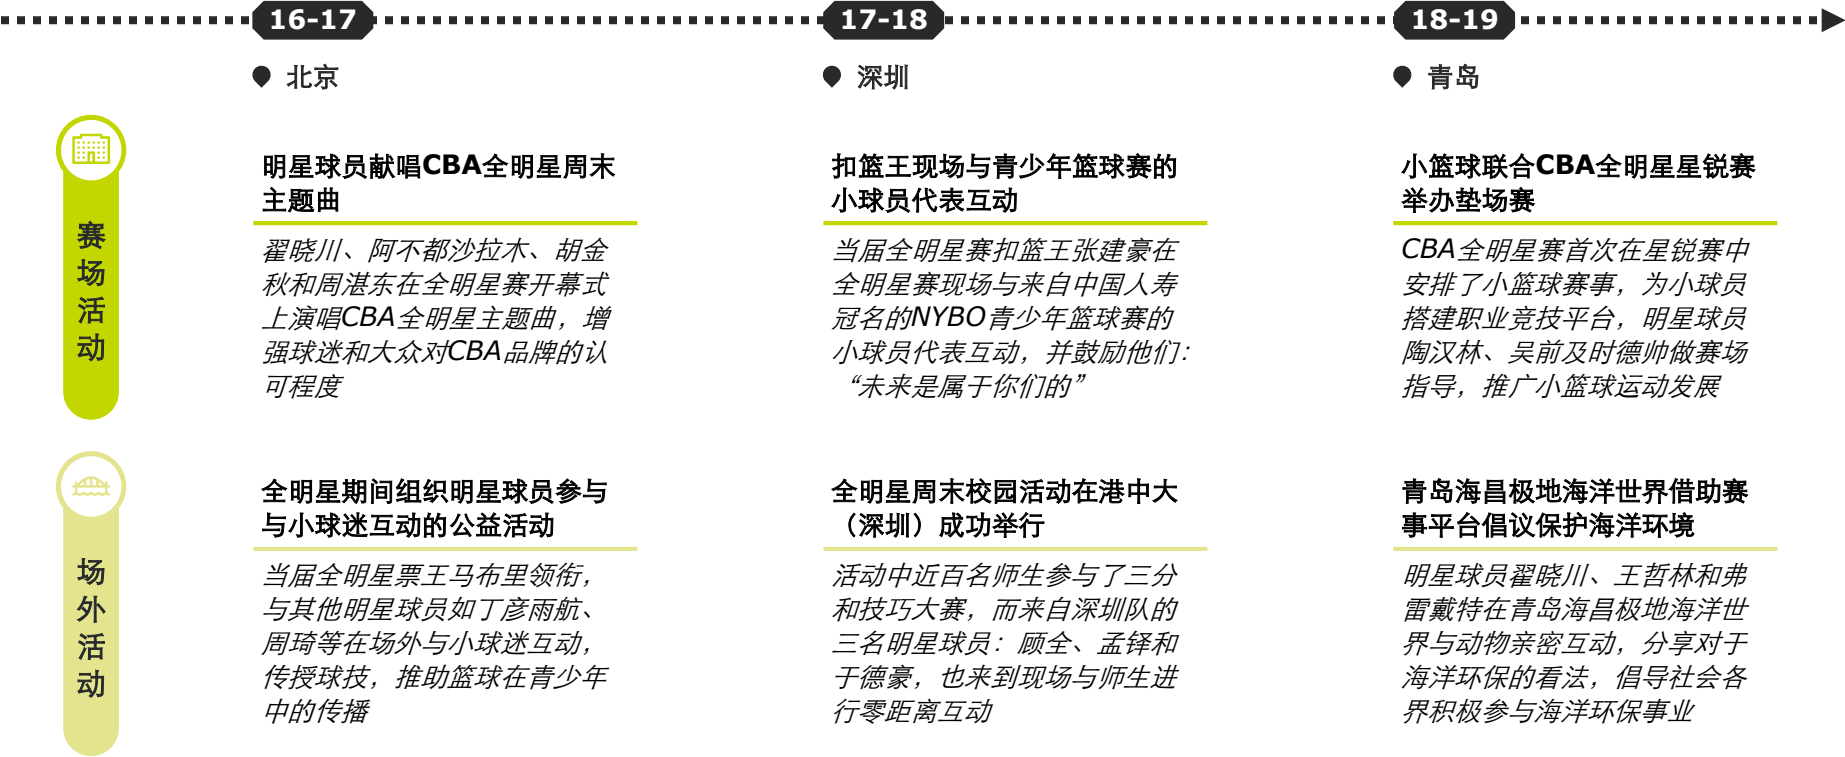 16-17
17-18
18-19
北京
深圳
青岛
赛场活动
明星球员献唱CBA全明星周末
主题曲
翟晓川、阿不都沙拉木、胡金
秋和周湛东在全明星赛开幕式
上演唱CBA全明星主题曲，增
强球迷和大众对CBA品牌的认
可程度
扣篮王现场与青少年篮球赛的
小球员代表互动
当届全明星赛扣篮王张建豪在
全明星赛现场与来自中国人寿
冠名的NYBO青少年篮球赛的
小球员代表互动，并鼓励他们：
“未来是属于你们的”
小篮球联合CBA全明星星锐赛
举办垫场赛
CBA全明星赛首次在星锐赛中
安排了小篮球赛事，为小球员
搭建职业竞技平台，明星球员
陶汉林、吴前及时德帅做赛场
指导，推广小篮球运动发展
场外活动
全明星期间组织明星球员参与
与小球迷互动的公益活动
当届全明星票王马布里领衔，
与其他明星球员如丁彦雨航、
周琦等在场外与小球迷互动，
传授球技，推助篮球在青少年
中的传播
全明星周末校园活动在港中大
（深圳）成功举行
活动中近百名师生参与了三分
和技巧大赛，而来自深圳队的
三名明星球员：顾全、孟铎和
于德豪，也来到现场与师生进
行零距离互动
青岛海昌极地海洋世界借助赛
事平台倡议保护海洋环境
明星球员翟晓川、王哲林和弗
雷戴特在青岛海昌极地海洋世
界与动物亲密互动，分享对于
海洋环保的看法，倡导社会各
界积极参与海洋环保事业